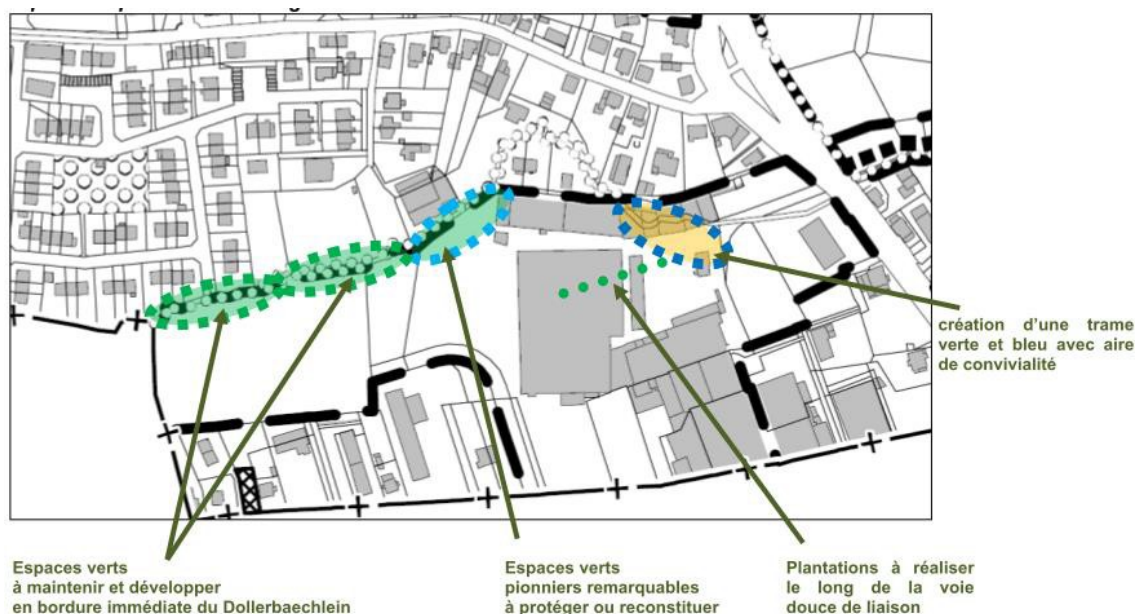 création d’une trame
verte et bleu avec aire
de convivialité
Espaces verts
à maintenir et développer
en bordure immédiate du Dollerbaechlein
Espaces verts
pionniers remarquables
à protéger ou reconstituer
Plantations à réaliser
le long de la voie
douce de liaison